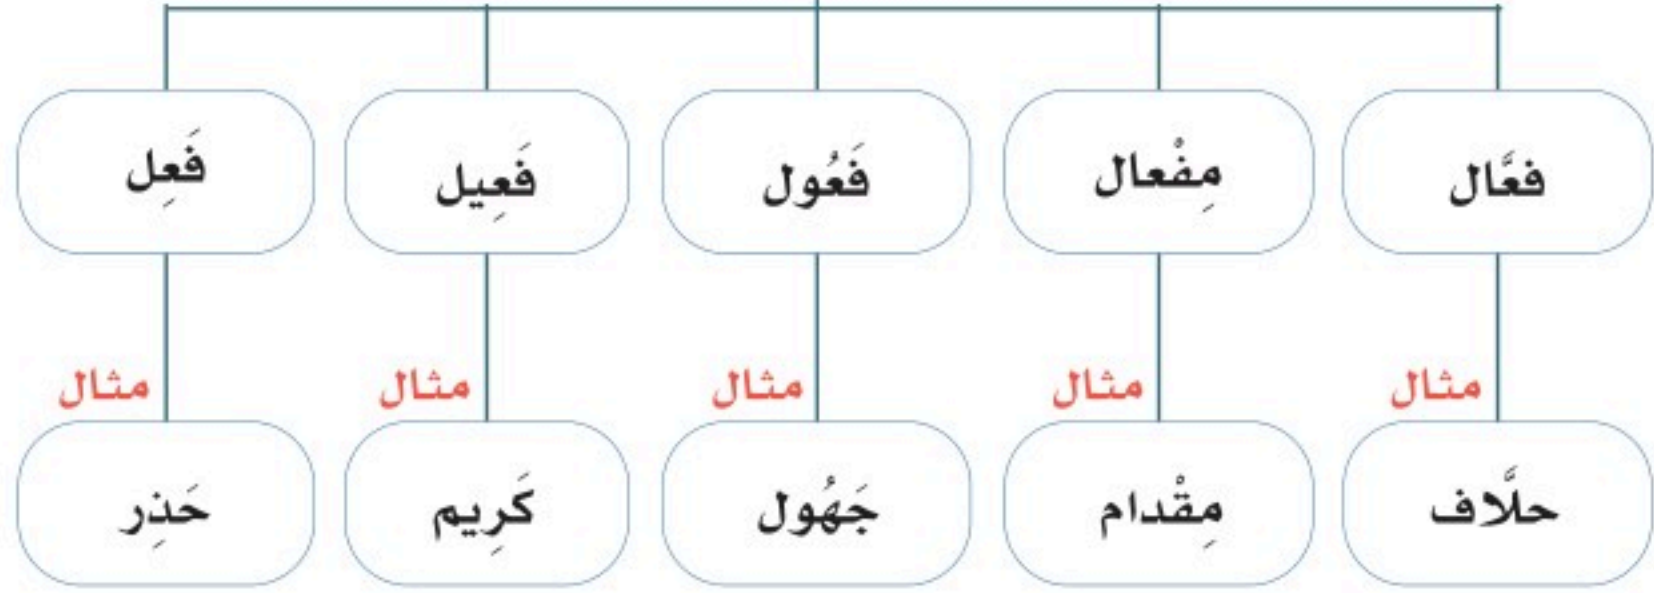 فعَّال مِفْعال فَعُول فَعِيل فَعِل
مثال مثال مثال مثال مثال
حلَّاف مِقْدام جَهُول كَرِيم حَذِر